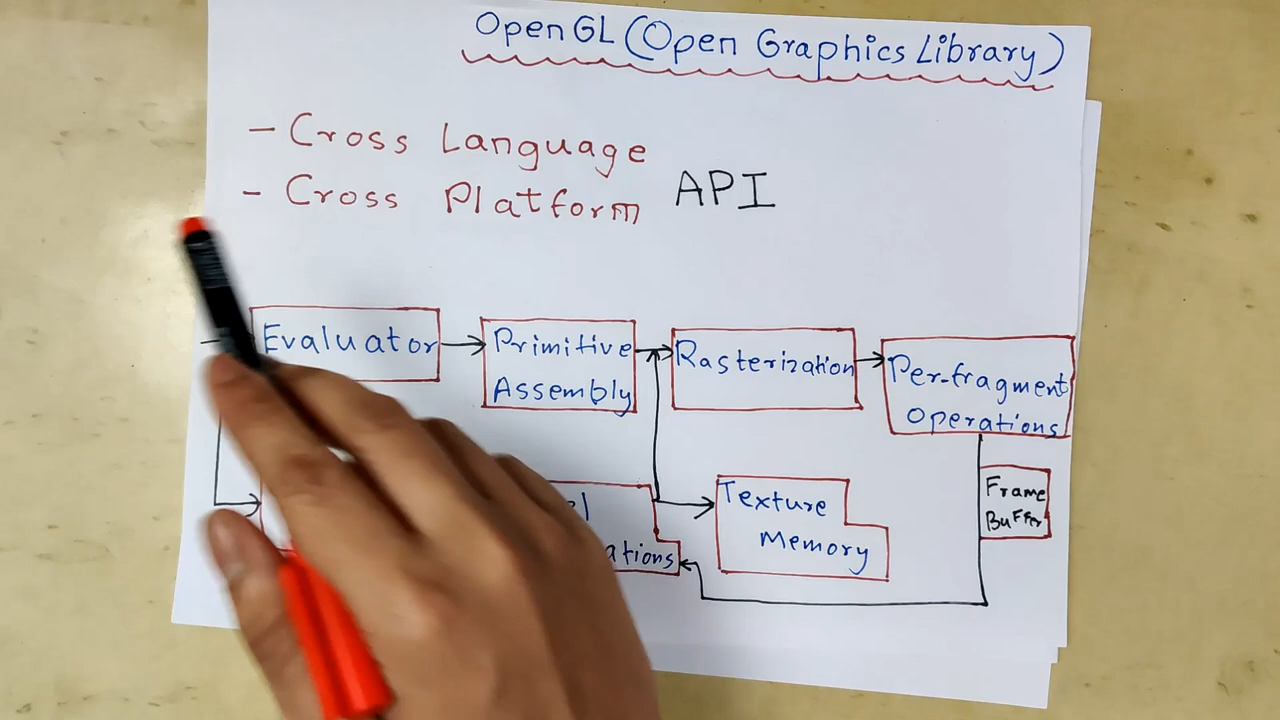 OpenGL (Open Graphics Library)
- Cross Language
- Cross Platform
API
Evaluator
Primitive
Assembly
Rasterization
Per-fragment
Operations
Frame
Buffer
Texture
Memory